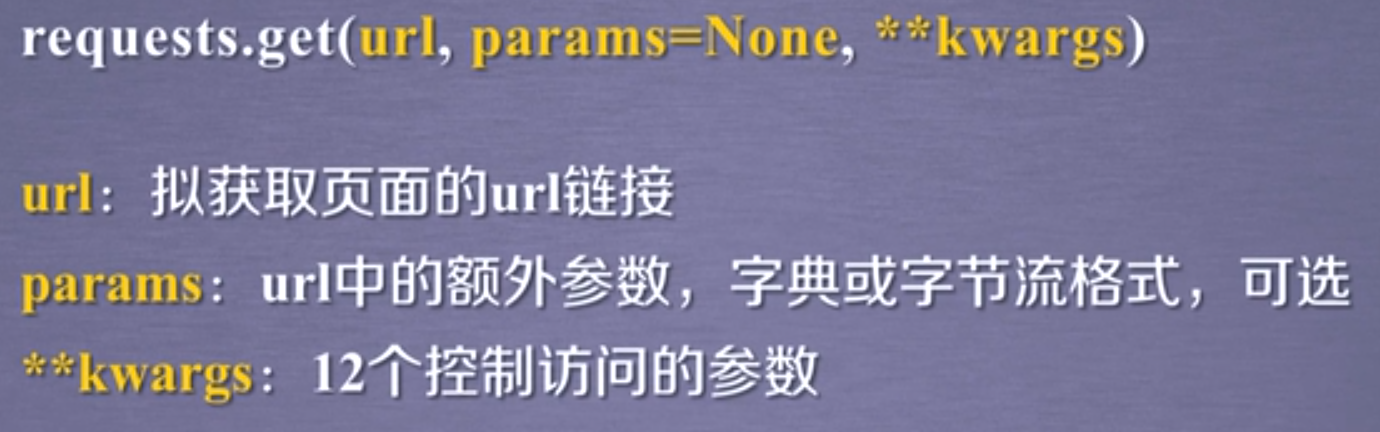 requests.get(url, params=None, **kwargs)
url：拟获取页面的url链接
params：url中的额外参数，字典或字节流格式，可选
**kwargs：12个控制访问的参数